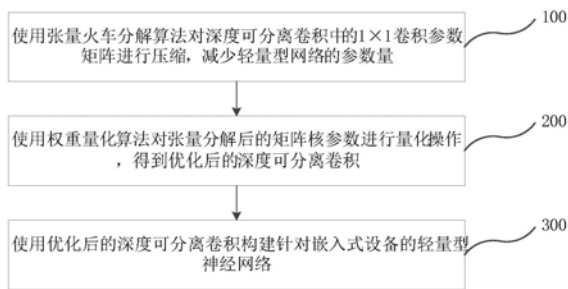 使用张量火车分解算法对深度可分离卷积中的1×1卷积参数
矩阵进行压缩，减少轻量型网络的参数量
100
使用权重量化算法对张量分解后的矩阵核参数进行量化操作
，得到优化后的深度可分离卷积
200
使用优化后的深度可分离卷积构建针对嵌入式设备的轻量型
神经网络
300